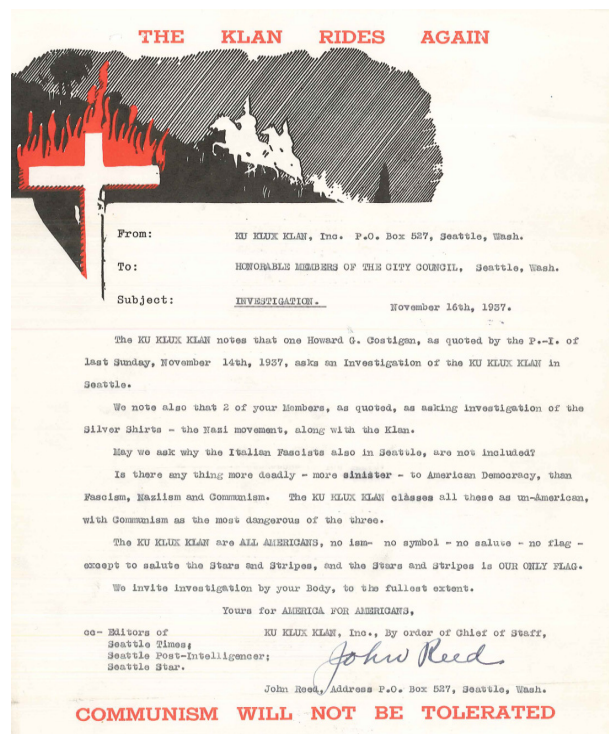 THE KLAN RIDES AGAIN
From: KU KLUX KLAN, Inc. P.O. Box 527, Seattle, Wash.
To: HONORABLE MEMBERS OF THE CITY COUNCIL, Seattle, Wash.
Subject: INVESTIGATION.
November 16th, 1937.
The KU KLUX KLAN notes that one Howard G. Costigan, as quoted by the P.-I. of
last Sunday, November 14th, 1937, asks an Investigation of the KU KLUX KLAN in
Seattle.
We note also that 2 of your Members, as quoted, as asking investigation of the
Silver Shirts - the Nazi movement, along with the Klan.
May we ask why the Italian Fascists also in Seattle, are not included?
Is there any thing more deadly - more sinister - to American Democracy, than
Fascism, Naziism and Communism. The KU KLUX KLAN classes all these as un-American,
with Communism as the most dangerous of the three.
The KU KLUX KLAN are ALL AMERICANS, no ism- no symbol - no salute - no flag -
except to salute the Stars and Stripes, and the Stars and Stripes is OUR ONLY FLAG.
We invite investigation by your Body, to the fullest extent.
Yours for AMERICA FOR AMERICANS,
cc- Editors of
Seattle Times;
Seattle Post-Intelligencer;
Seattle Star.
KU KLUX KLAN, Inc., By order of Chief of Staff,
John Reed
John Reed, Address P.O. Box 527, Seattle, Wash.
COMMUNISM WILL NOT BE TOLERATED